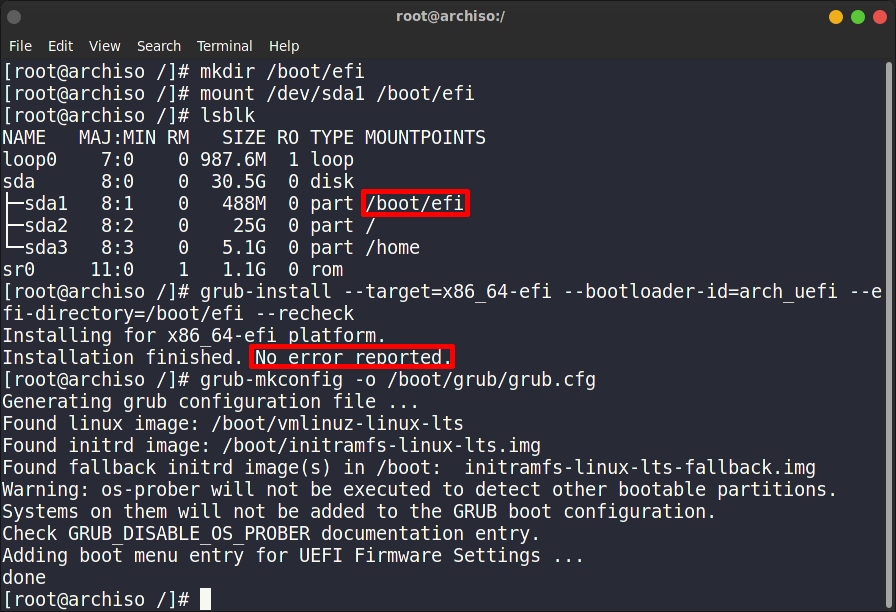 root@archiso:/
File Edit View Search Terminal Help
[root@archiso /]# mkdir /boot/efi
[root@archiso /]# mount /dev/sda1 /boot/efi
[root@archiso /]# lsblk
NAME   MAJ:MIN RM   SIZE RO TYPE MOUNTPOINTS
loop0    7:0    0 987.6M  1 loop
sda      8:0    0  30.5G  0 disk
├─sda1   8:1    0   488M  0 part /boot/efi
├─sda2   8:2    0    25G  0 part /
└─sda3   8:3    0   5.1G  0 part /home
sr0     11:0    1   1.1G  0 rom
[root@archiso /]# grub-install --target=x86_64-efi --bootloader-id=arch_uefi --e
fi-directory=/boot/efi --recheck
Installing for x86_64-efi platform.
Installation finished. No error reported.
[root@archiso /]# grub-mkconfig -o /boot/grub/grub.cfg
Generating grub configuration file ...
Found linux image: /boot/vmlinuz-linux-lts
Found initrd image: /boot/initramfs-linux-lts.img
Found fallback initrd image(s) in /boot:  initramfs-linux-lts-fallback.img
Warning: os-prober will not be executed to detect other bootable partitions.
Systems on them will not be added to the GRUB boot configuration.
Check GRUB_DISABLE_OS_PROBER documentation entry.
Adding boot menu entry for UEFI Firmware Settings ...
done
[root@archiso /]#